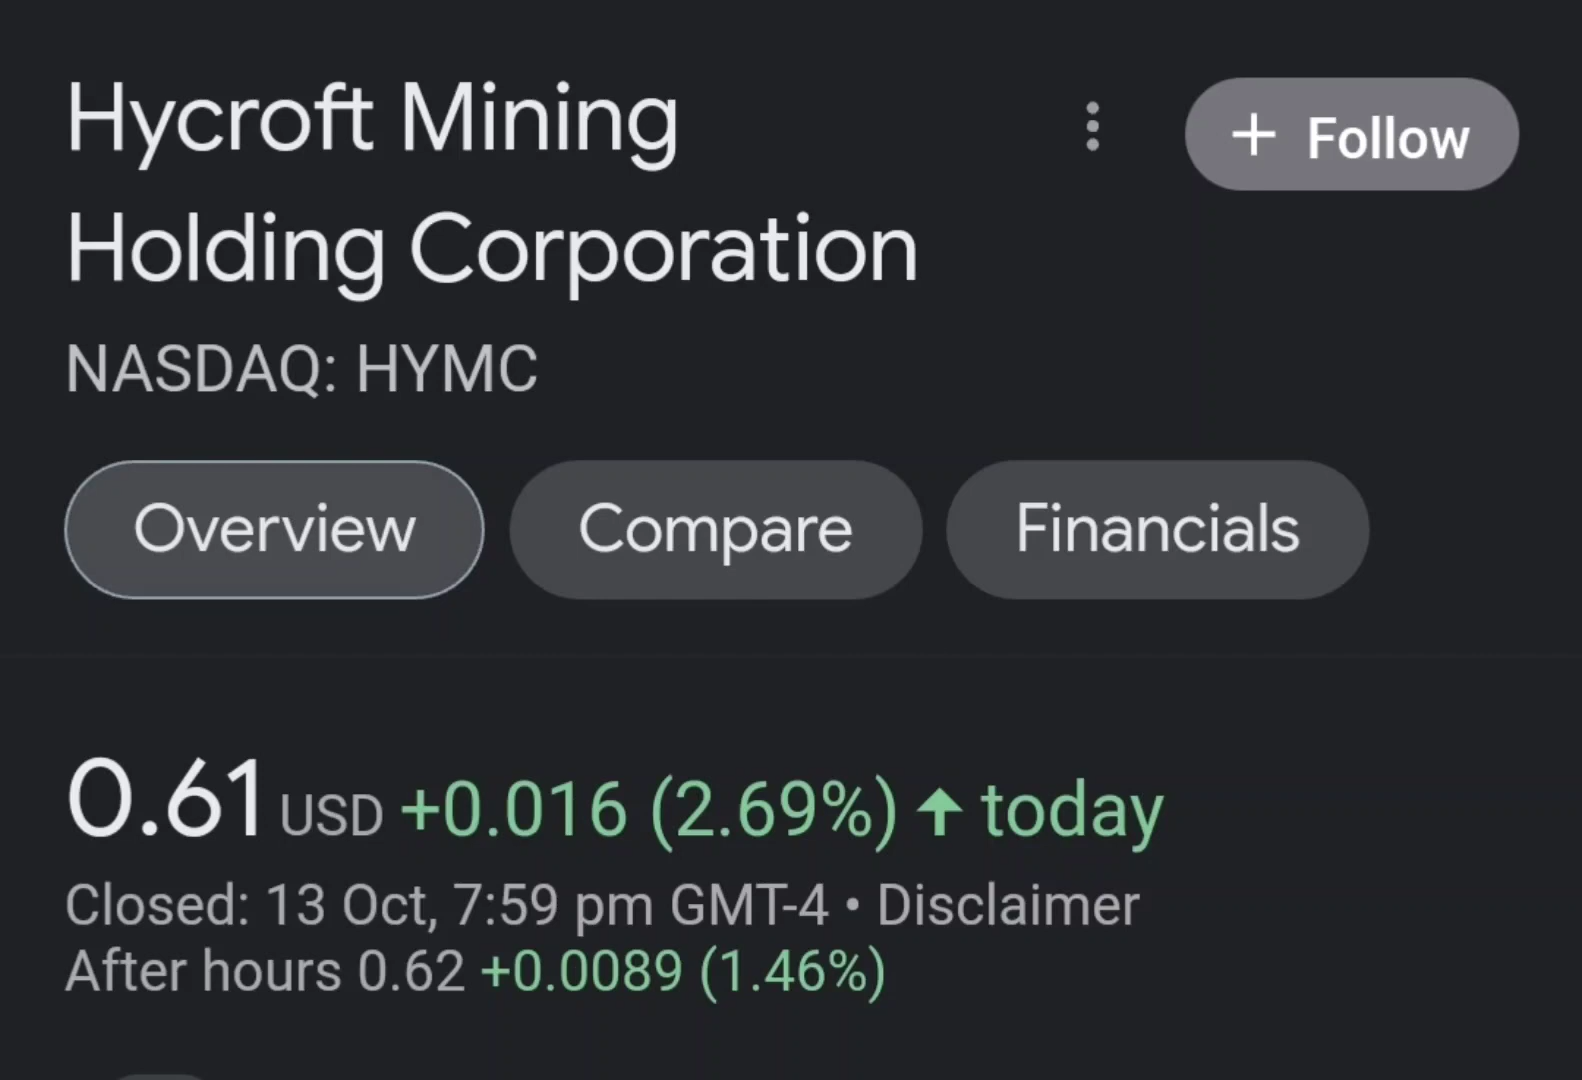 Hycroft Mining
Holding Corporation
+ Follow
NASDAQ: HYMC
Overview Compare Financials
0.61 USD +0.016 (2.69%) ↑ today
Closed: 13 Oct, 7:59 pm GMT-4 • Disclaimer
After hours 0.62 +0.0089 (1.46%)